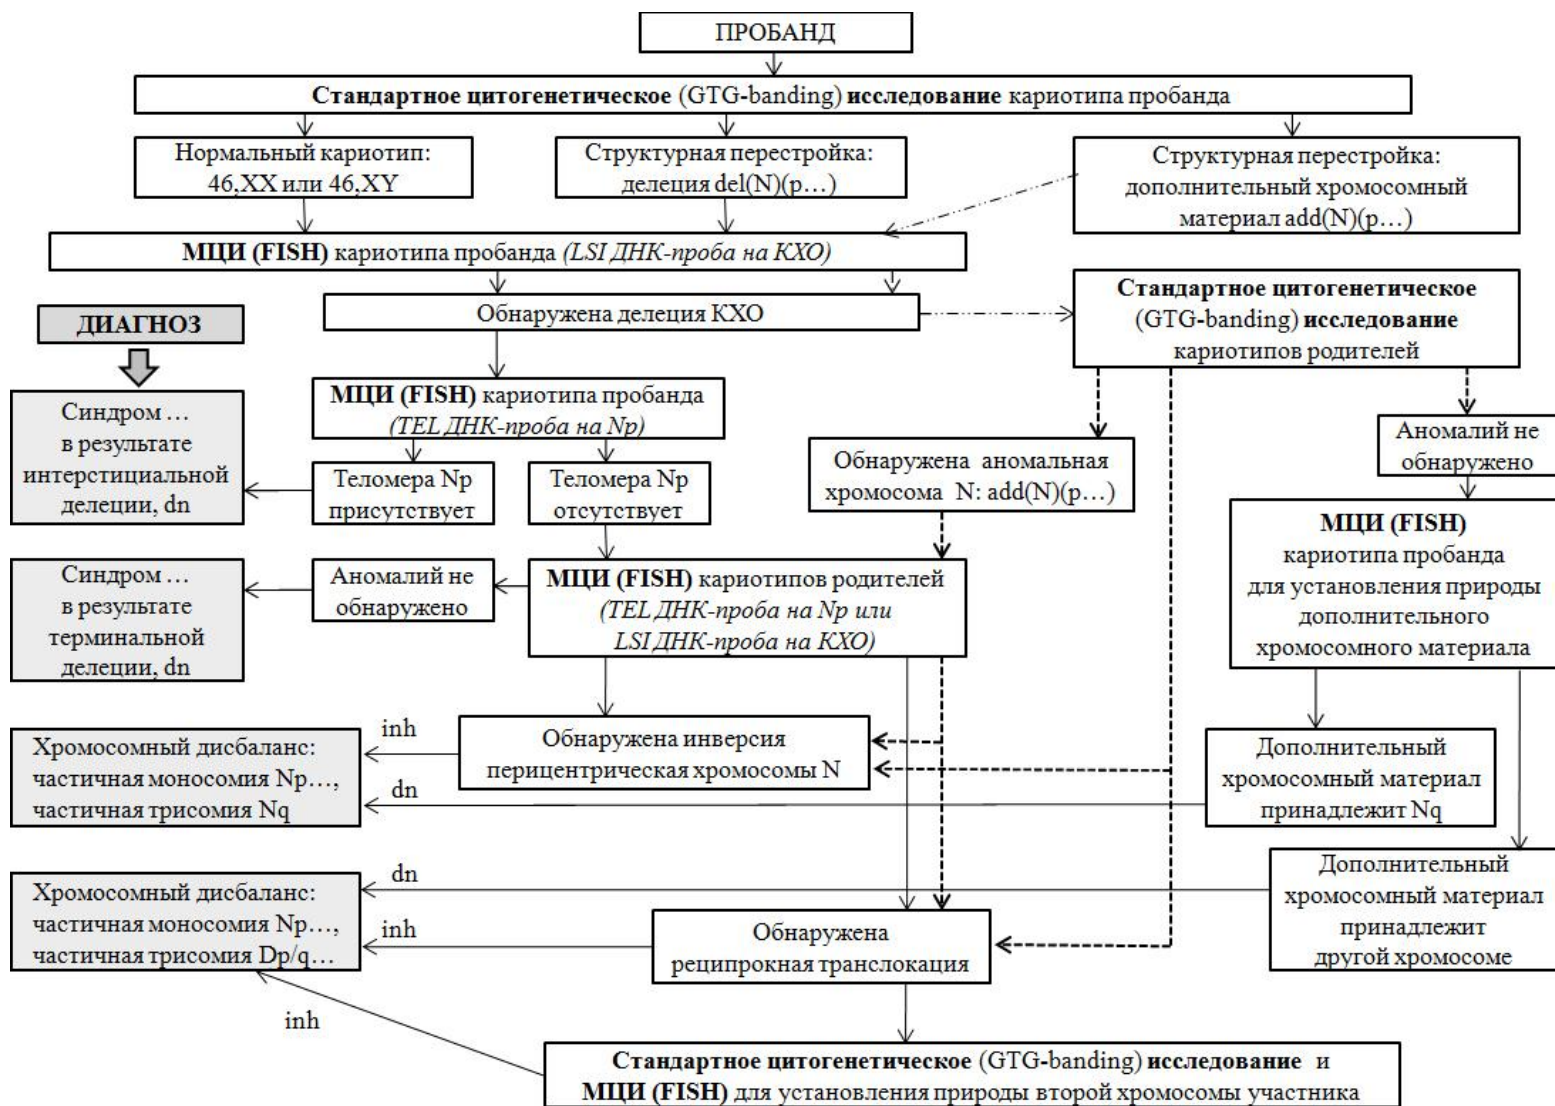 ПРОБАНД
Стандартное цитогенетическое (GTG-banding) исследование кариотипа пробанда
Нормальный кариотип:
46,XX или 46,XY
Структурная перестройка:
делеция del(N)(p…)
Структурная перестройка:
дополнительный хромосомный
материал add(N)(p…)
МЦИ (FISH) кариотипа пробанда (LSI ДНК-проба на КХО)
Обнаружена делеция КХО
Стандартное цитогенетическое
(GTG-banding) исследование
кариотипов родителей
ДИАГНОЗ
МЦИ (FISH) кариотипа пробанда
(TEL ДНК-проба на Np)
Синдром …
в результате
интерстициальной
делеции, dn
Теломера Np
присутствует
Теломера Np
отсутствует
Обнаружена аномальная
хромосома N: add(N)(p…)
Аномалий не
обнаружено
МЦИ (FISH)
кариотипа пробанда
для установления природы
дополнительного
хромосомного материала
Синдром …
в результате
терминальной
делеции, dn
Аномалий не
обнаружено
МЦИ (FISH) кариотипов родителей
(TEL ДНК-проба на Np или
LSI ДНК-проба на КХО)
Хромосомный дисбаланс:
частичная моносомия Np…,
частичная трисомия Nq
inh
dn
Обнаружена инверсия
перицентрическая хромосомы N
Дополнительный
хромосомный материал
принадлежит Nq
Хромосомный дисбаланс:
частичная моносомия Np…,
частичная трисомия Dp/q…
dn
inh
Обнаружена
реципрокная транслокация
Дополнительный
хромосомный материал
принадлежит
другой хромосоме
inh
Стандартное цитогенетическое (GTG-banding) исследование и
МЦИ (FISH) для установления природы второй хромосомы участника